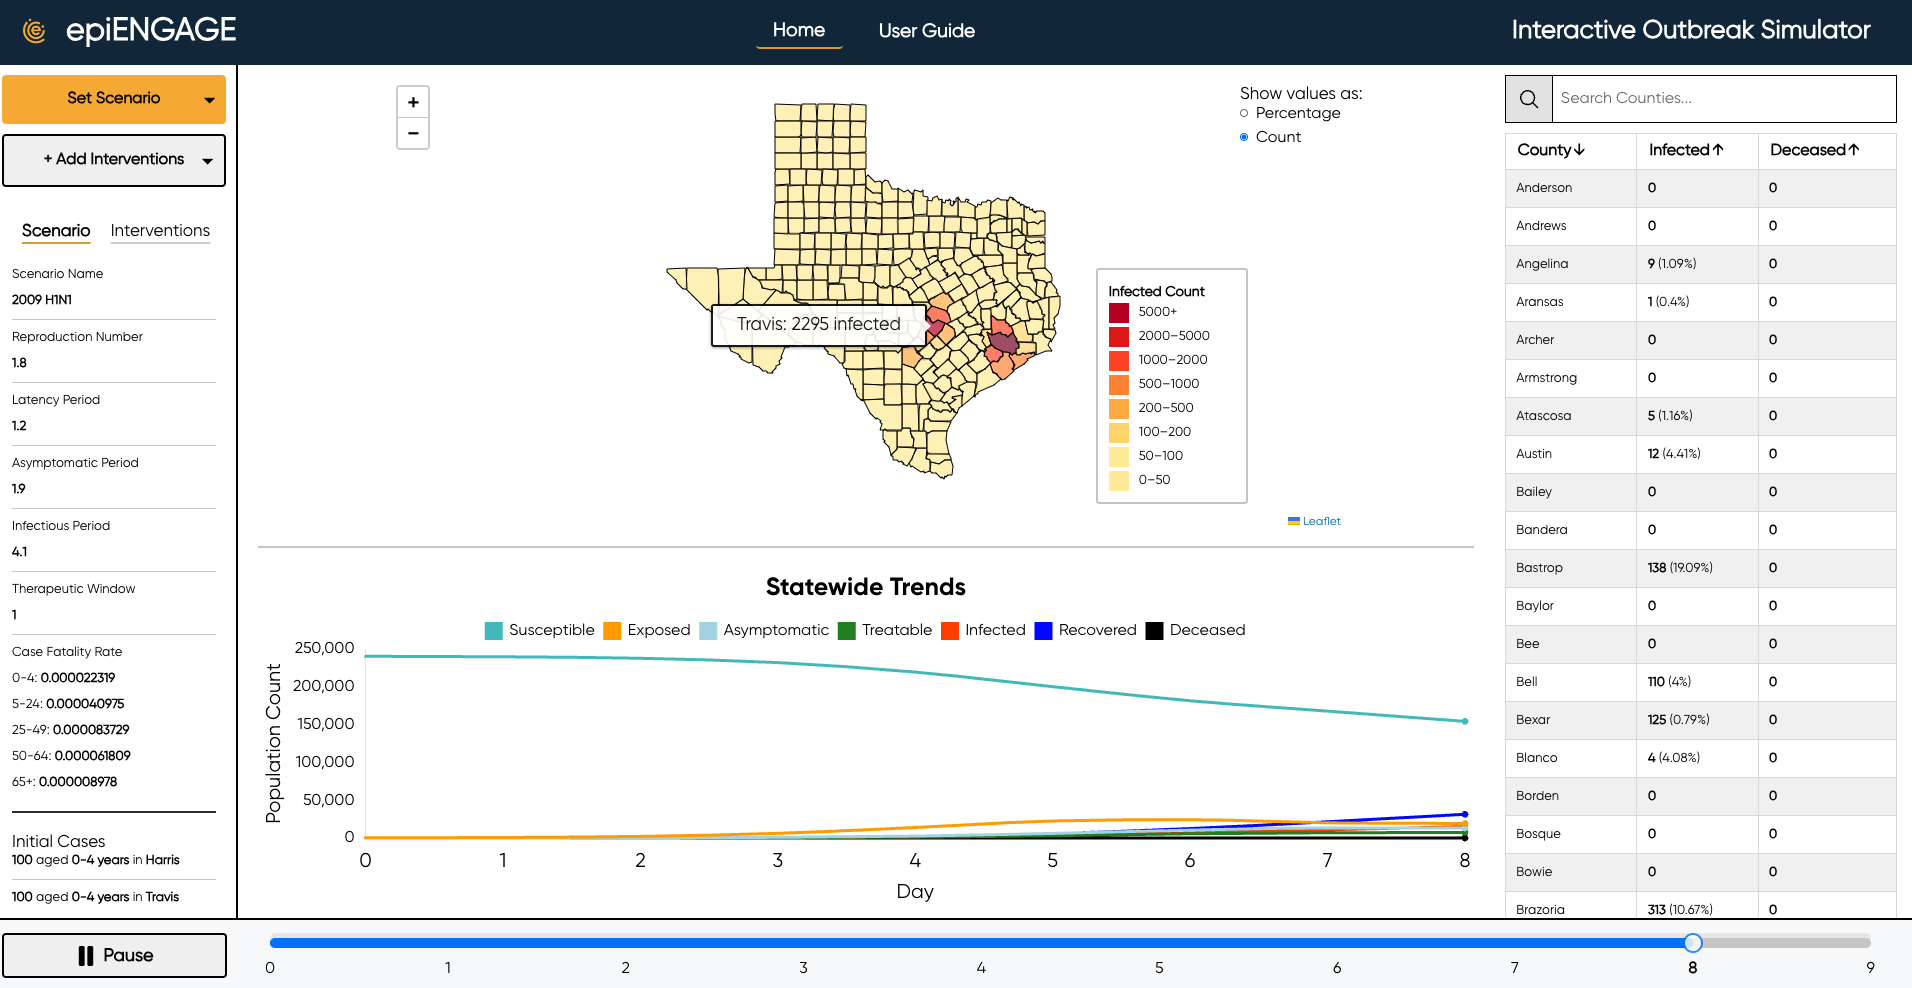 epiENGAGE
Home
User Guide
Interactive Outbreak Simulator
Set Scenario
+ Add Interventions
Scenario
Interventions
Scenario Name
2009 H1N1
Reproduction Number
1.8
Latency Period
1.2
Asymptomatic Period
1.9
Infectious Period
4.1
Therapeutic Window
1
Case Fatality Rate
0-4: 0.000022319
5-24: 0.000040975
25-49: 0.000083729
50-64: 0.000061809
65+: 0.000008978
Initial Cases
100 aged 0-4 years in Harris
100 aged 0-4 years in Travis
+
−
Show values as:
Percentage
Count
Travis: 2295 infected
Infected Count
5000+
2000–5000
1000–2000
500–1000
200–500
100–200
50–100
0–50
Leaflet
Statewide Trends
Susceptible Exposed Asymptomatic Treatable Infected Recovered Deceased
Population Count
250,000
200,000
150,000
100,000
50,000
0
0 1 2 3 4 5 6 7 8
Day
Search Counties...
County↓ Infected↑ Deceased↑
Anderson 0 0
Andrews 0 0
Angelina 9 (1.09%) 0
Aransas 1 (0.4%) 0
Archer 0 0
Armstrong 0 0
Atascosa 5 (1.16%) 0
Austin 12 (4.41%) 0
Bailey 0 0
Bandera 0 0
Bastrop 138 (19.09%) 0
Baylor 0 0
Bee 0 0
Bell 110 (4%) 0
Bexar 125 (0.79%) 0
Blanco 4 (4.08%) 0
Borden 0 0
Bosque 0 0
Bowie 0 0
Brazoria 313 (10.67%) 0
Pause
0 1 2 3 4 5 6 7 8 9